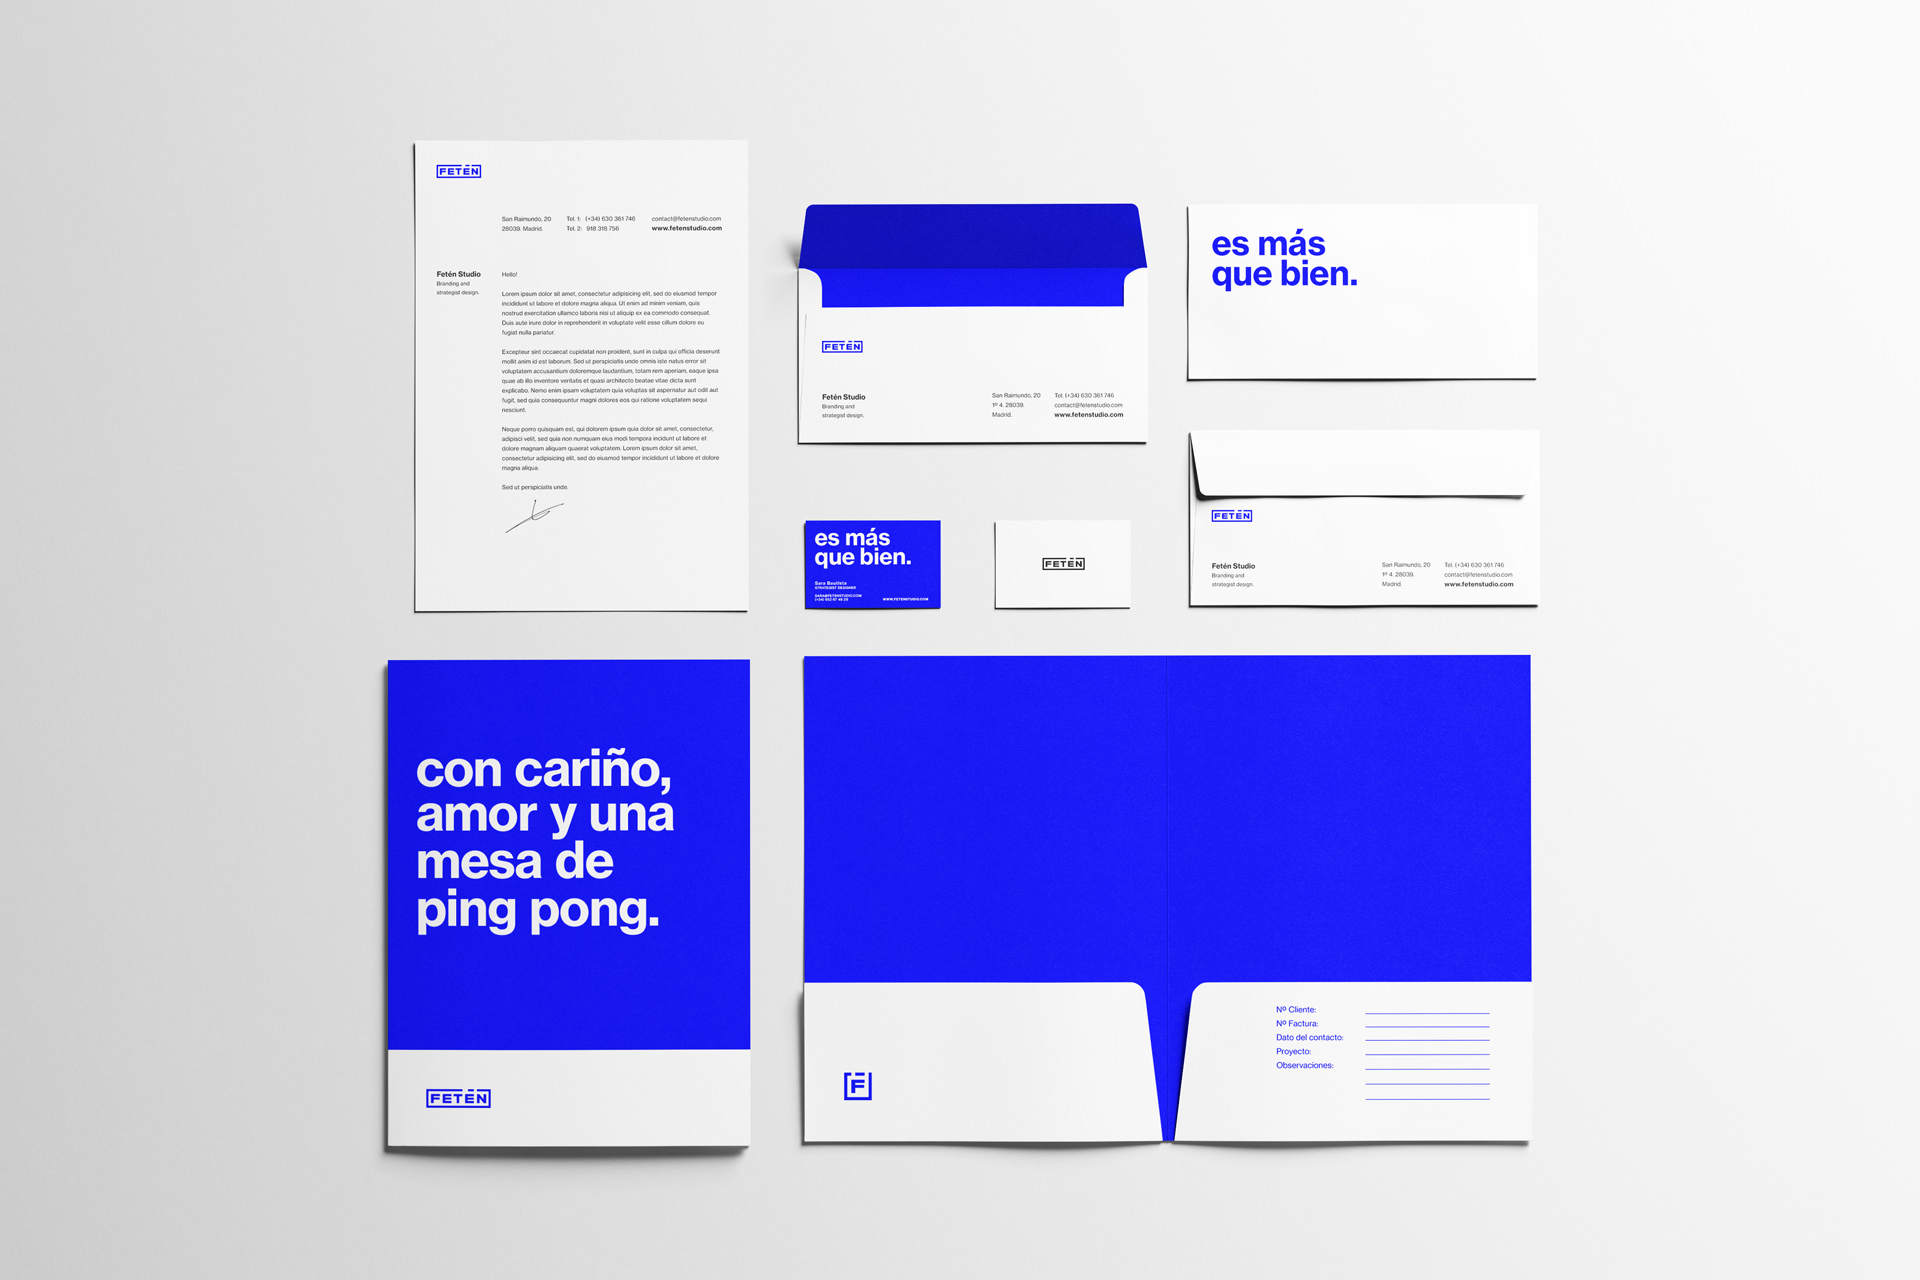 FETÉN
San Raimundo, 20
28039. Madrid.
Tel. 1: (+34) 630 361 746
Tel. 2: 918 318 756
contact@fetenstudio.com
www.fetenstudio.com
Fetén Studio
Branding and
strategist design.
Hello!
Lorem ipsum dolor sit amet, consectetur adipisicing elit, sed do eiusmod tempor
incididunt ut labore et dolore magna aliqua. Ut enim ad minim veniam, quis
nostrud exercitation ullamco laboris nisi ut aliquip ex ea commodo consequat.
Duis aute irure dolor in reprehenderit in voluptate velit esse cillum dolore eu
fugiat nulla pariatur.
Excepteur sint occaecat cupidatat non proident, sunt in culpa qui officia deserunt
mollit anim id est laborum. Sed ut perspiciatis unde omnis iste natus error sit
voluptatem accusantium doloremque laudantium, totam rem aperiam, eaque ipsa
quae ab illo inventore veritatis et quasi architecto beatae vitae dicta sunt
explicabo. Nemo enim ipsam voluptatem quia voluptas sit aspernatur aut odit aut
fugit, sed quia consequuntur magni dolores eos qui ratione voluptatem sequi
nesciunt.
Neque porro quisquam est, qui dolorem ipsum quia dolor sit amet, consectetur,
adipisci velit, sed quia non numquam eius modi tempora incidunt ut labore et
dolore magnam aliquam quaerat voluptatem. Lorem ipsum dolor sit amet,
consectetur adipisicing elit, sed do eiusmod tempor incididunt ut labore et dolore
magna aliqua.
Sed ut perspiciatis unde.
FETÉN
Fetén Studio
Branding and
strategist design.
San Raimundo, 20
1º 4. 28039.
Madrid.
Tel. (+34) 630 361 746
contact@fetenstudio.com
www.fetenstudio.com
es más
que bien.
es más
que bien.
Sara Bautista
STRATEGIST DESIGNER
SARA@FETENSTUDIO.COM
WWW.FETENSTUDIO.COM
FETÉN
FETÉN
Fetén Studio
Branding and
strategist design.
San Raimundo, 20
1º 4. 28039.
Madrid.
Tel. (+34) 630 361 746
contact@fetenstudio.com
www.fetenstudio.com
con cariño,
amor y una
mesa de
ping pong.
FETÉN
F
Nº Cliente:
Nº Factura:
Dato del contacto:
Proyecto:
Observaciones: